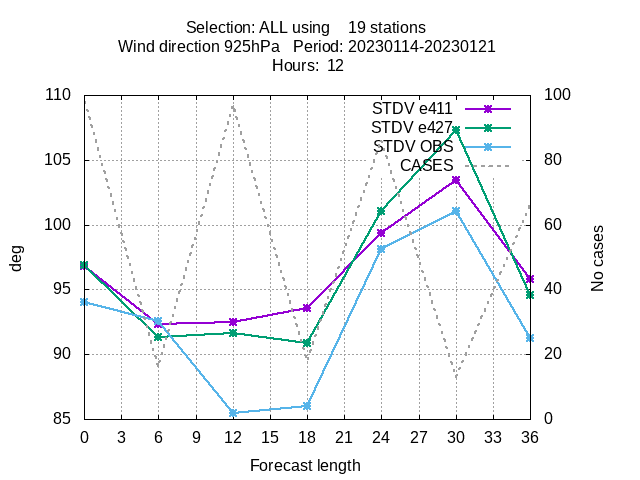 Selection: ALL using 19 stations
Wind direction 925hPa Period: 20230114-20230121
Hours: 12
110
105
100
95
90
85
deg
STDV e411
STDV e427
STDV OBS
CASES
100
80
60
40
20
0
No cases
0 3 6 9 12 15 18 21 24 27 30 33 36
Forecast length